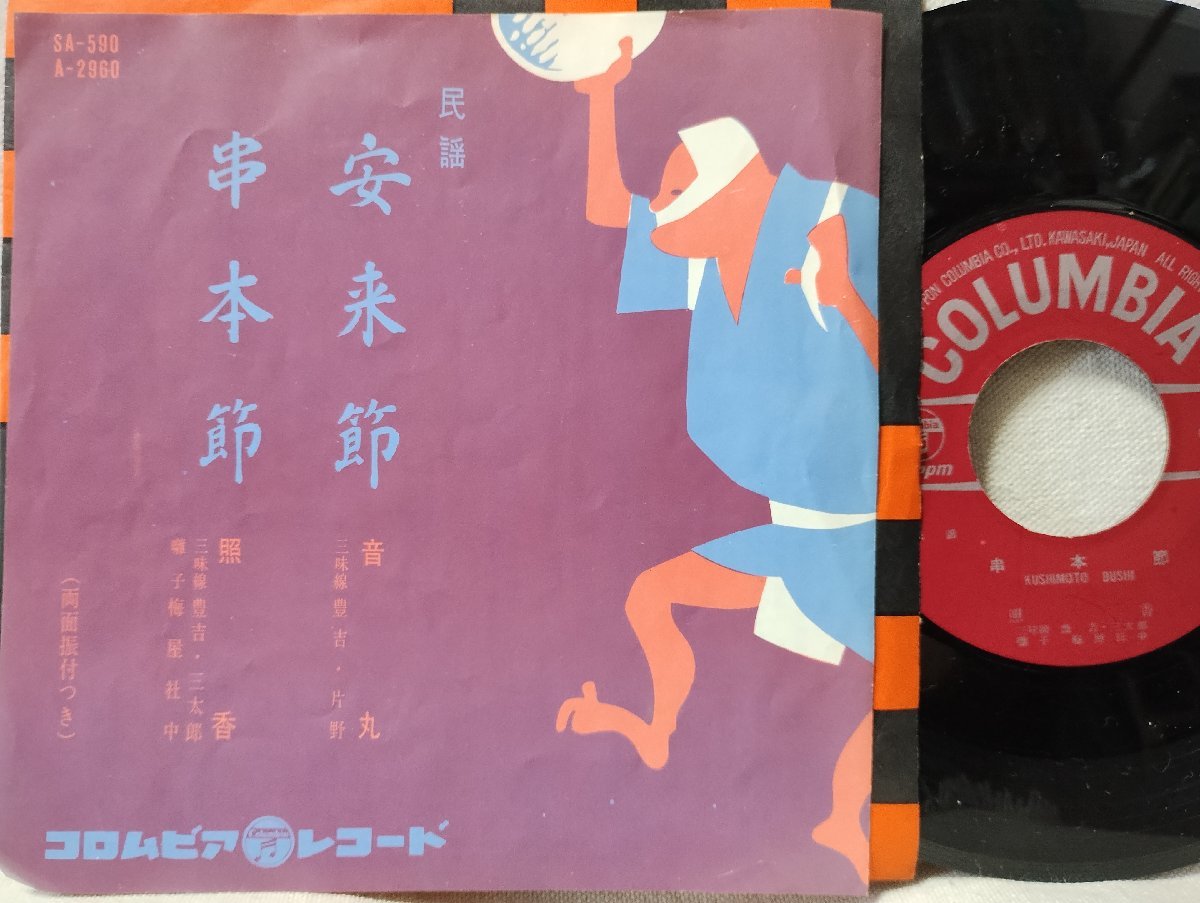 SA-590
A-2960
民謡
安来節
音丸
三味線 豊吉・片野
串本節
照香
三味線 豊吉・三太郎
囃子 梅屋社中
（両面振付つき）
コロムビア レコード
PON COLUMBIA CO., LTD. KAWASAKI, JAPAN ALL RIGH
COLUMBIA
串本節
KUSHIMOTO BUSHI